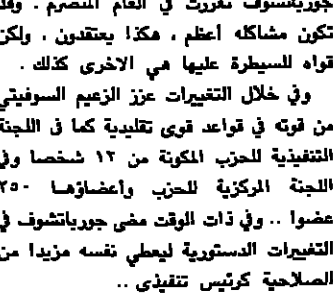 جورباتشوف تعززت في العام المنصرم . وقد
تكون مشاكله أعظم ، هكذا يعتقدون . ولكن
قواه للسيطرة عليها هي الاخرى كذلك .
وفي خلال التغييرات عزز الزعيم السوفيتي
من قوته في قواعد قوى تقليدية كما في اللجنة
التنفيذية للحزب المكونة من ١٢ شخصا وفي
اللجنة المركزية للحزب وأعضاؤها ٢٥٠
عضوا .. وفي ذات الوقت مضى جورباتشوف في
التغييرات الدستورية ليعطي نفسه مزيدا من
الصلاحية كرئيس تنفيذي ..